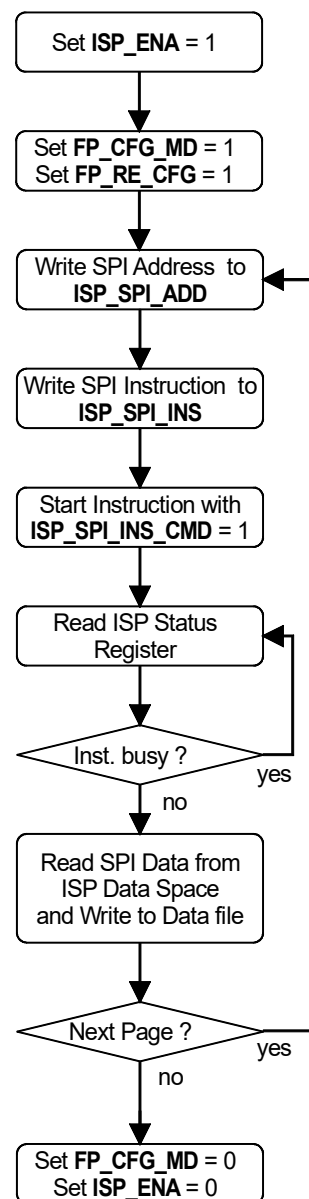 Set ISP_ENA = 1
Set FP_CFG_MD = 1
Set FP_RE_CFG = 1
Write SPI Address to
ISP_SPI_ADD
Write SPI Instruction to
ISP_SPI_INS
Start Instruction with
ISP_SPI_INS_CMD = 1
Read ISP Status
Register
Inst. busy ?
yes
no
Read SPI Data from
ISP Data Space
and Write to Data file
Next Page ?
yes
no
Set FP_CFG_MD = 0
Set ISP_ENA = 0